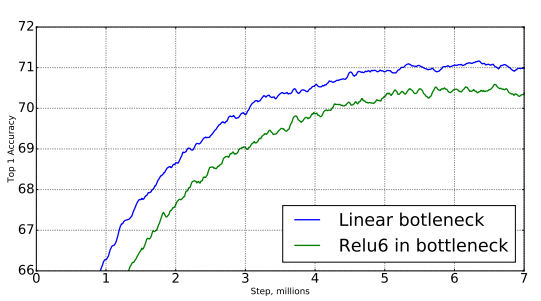 72
71
70
69
68
67
66
Top 1 Accuracy
0 1 2 3 4 5 6 7
Step, millions
Linear botleneck
Relu6 in bottleneck